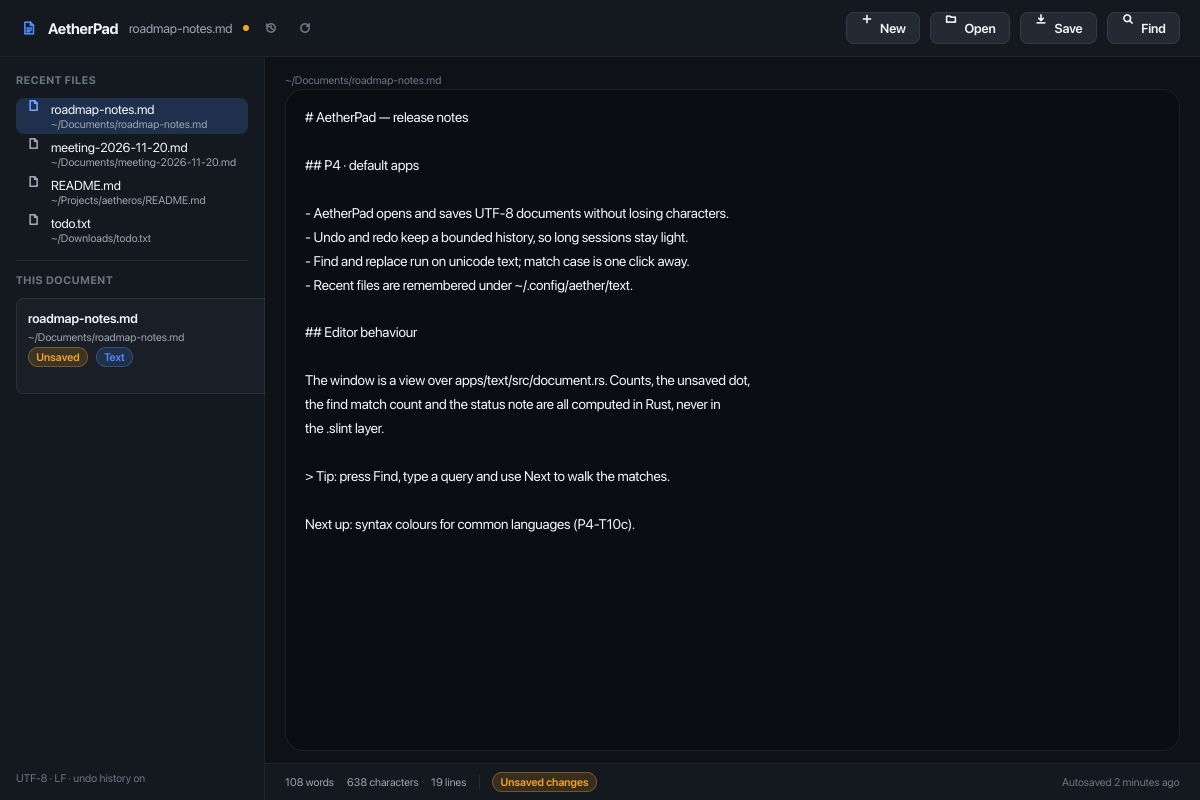 AetherPad roadmap-notes.md
New Open Save Find
RECENT FILES
roadmap-notes.md
~/Documents/roadmap-notes.md
meeting-2026-11-20.md
~/Documents/meeting-2026-11-20.md
README.md
~/Projects/aetheros/README.md
todo.txt
~/Downloads/todo.txt
THIS DOCUMENT
roadmap-notes.md
~/Documents/roadmap-notes.md
Unsaved Text
UTF-8 · LF · undo history on
~/Documents/roadmap-notes.md
# AetherPad — release notes
## P4 · default apps
- AetherPad opens and saves UTF-8 documents without losing characters.
- Undo and redo keep a bounded history, so long sessions stay light.
- Find and replace run on unicode text; match case is one click away.
- Recent files are remembered under ~/.config/aether/text.
## Editor behaviour
The window is a view over apps/text/src/document.rs. Counts, the unsaved dot,
the find match count and the status note are all computed in Rust, never in
the .slint layer.
> Tip: press Find, type a query and use Next to walk the matches.
Next up: syntax colours for common languages (P4-T10c).
108 words 638 characters 19 lines Unsaved changes Autosaved 2 minutes ago